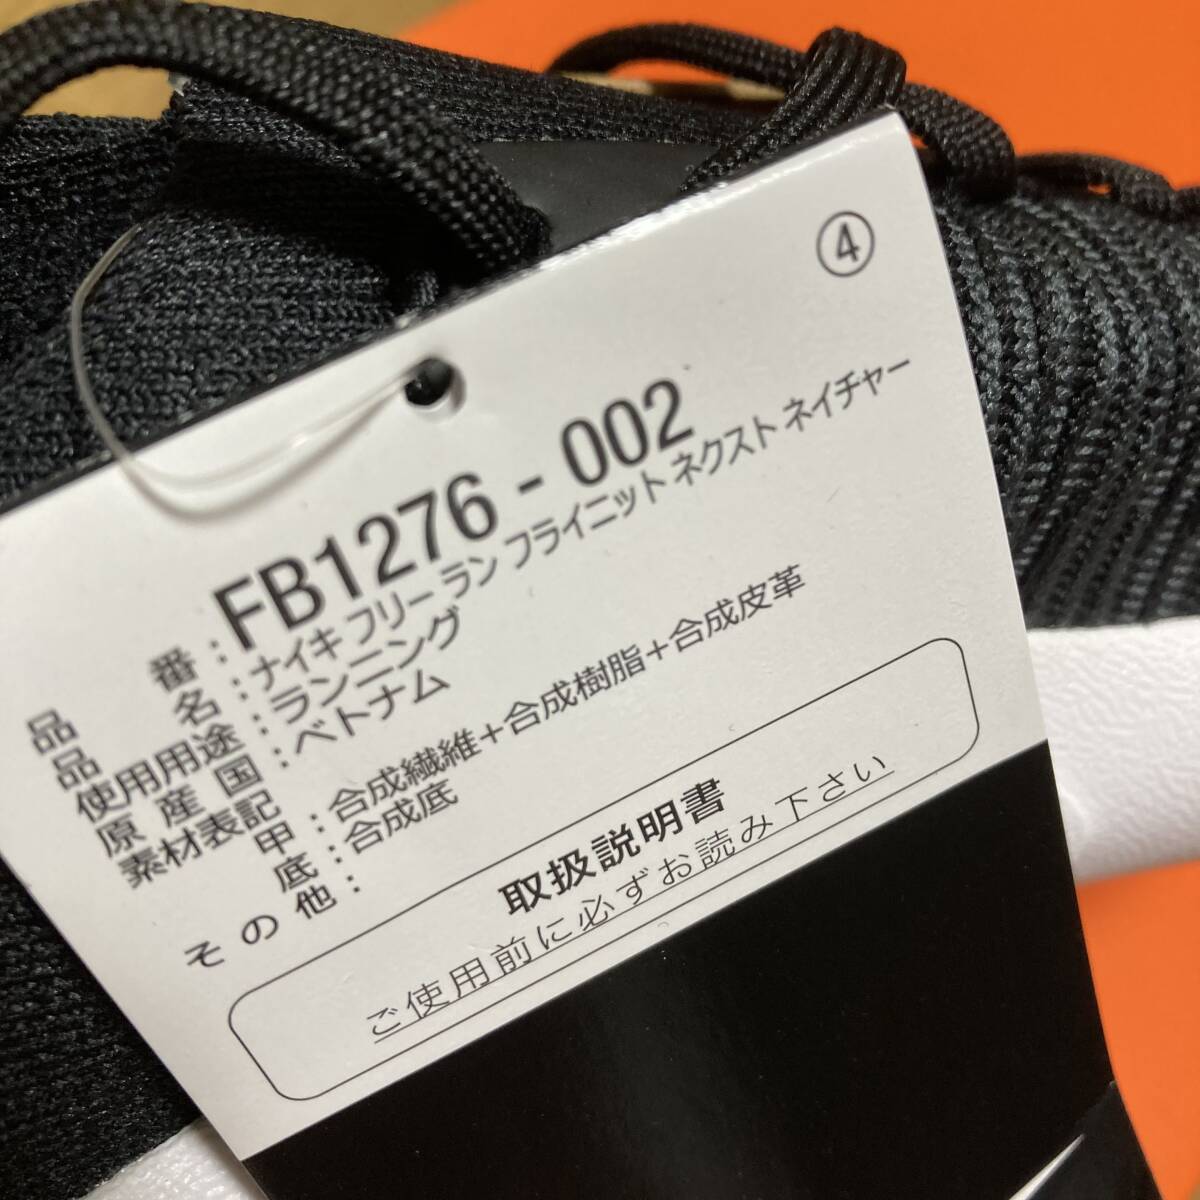 ④
品番:FB1276-002
品名:ナイキ フリー ラン フライニット ネクスト ネイチャー
使用用途:ランニング
原産国:ベトナム
素材表記
甲:合成繊維+合成樹脂+合成皮革
底:合成底
その他:
取扱説明書
ご使用前に必ずお読み下さい